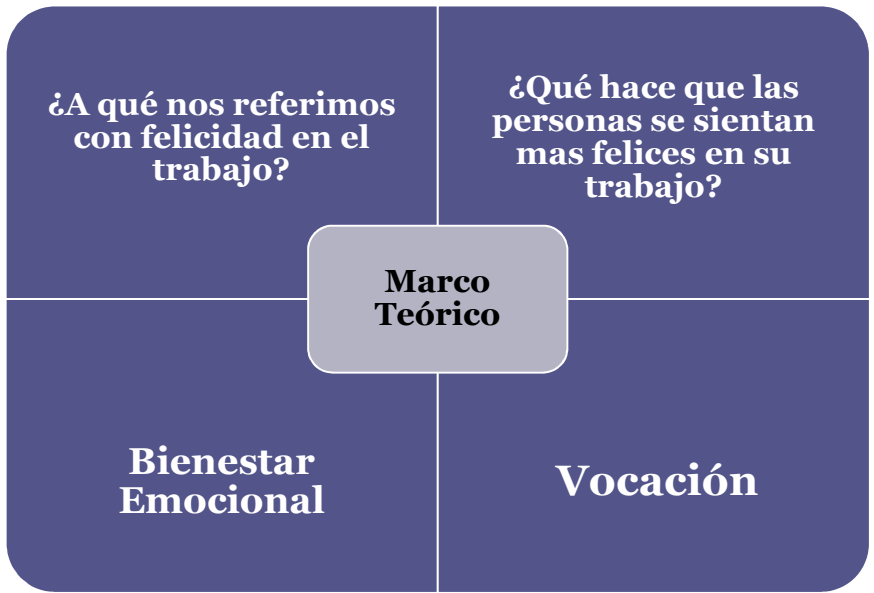 ¿A qué nos referimos
con felicidad en el
trabajo?
¿Qué hace que las
personas se sientan
mas felices en su
trabajo?
Marco
Teórico
Bienestar
Emocional
Vocación